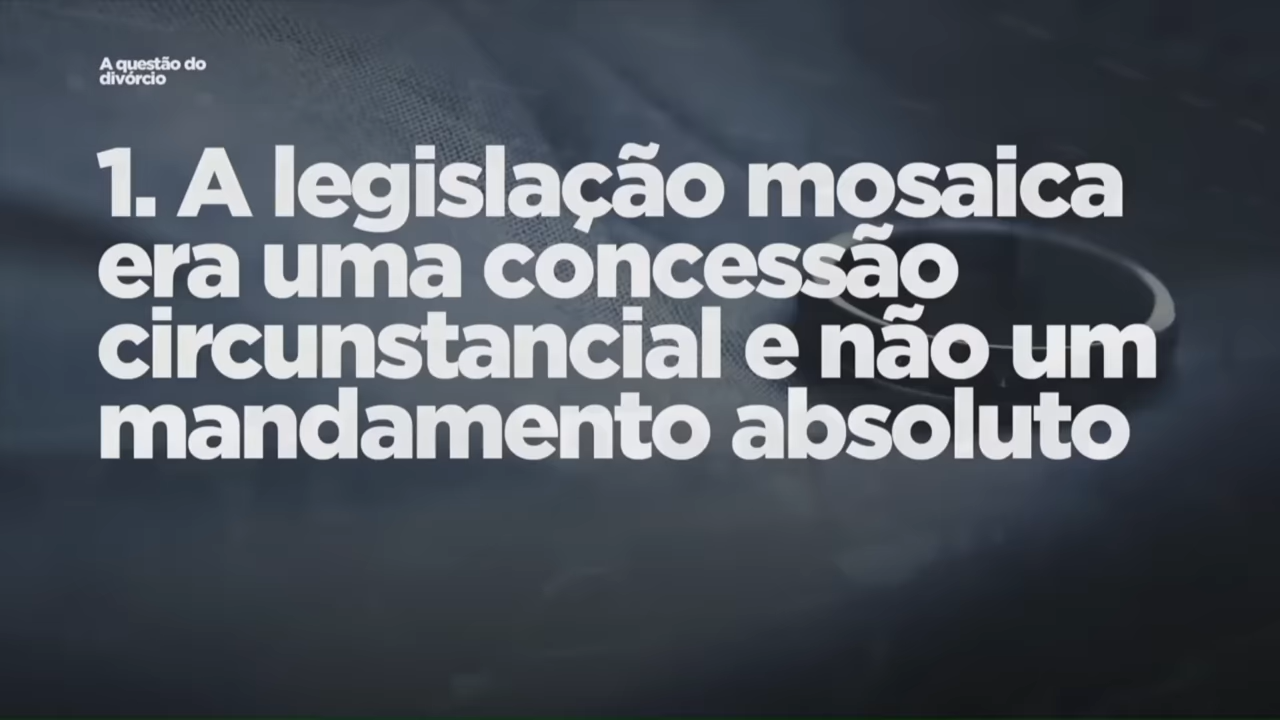 A questão do
divórcio
1. A legislação mosaica
era uma concessão
circunstancial e não um
mandamento absoluto